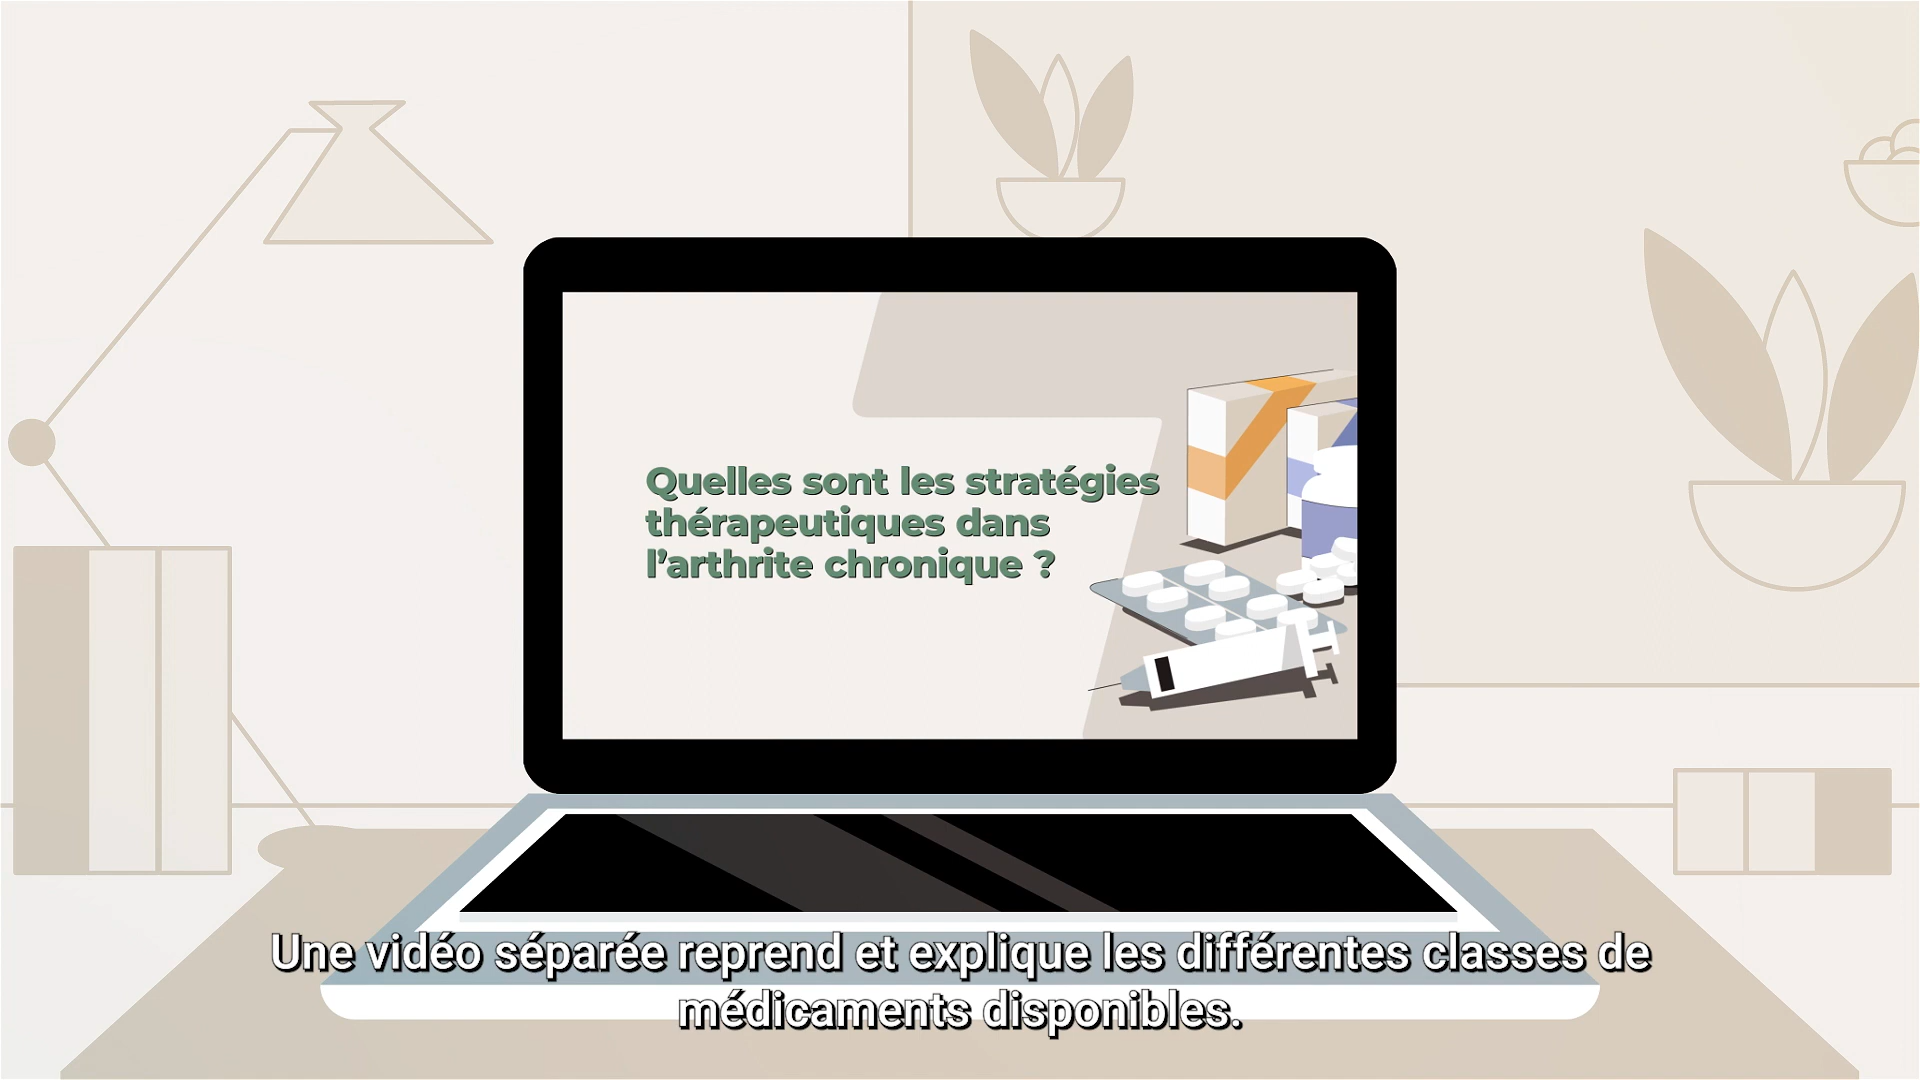 Quelles sont les stratégies
thérapeutiques dans
l’arthrite chronique ?
Une vidéo séparée reprend et explique les différentes classes de
médicaments disponibles.